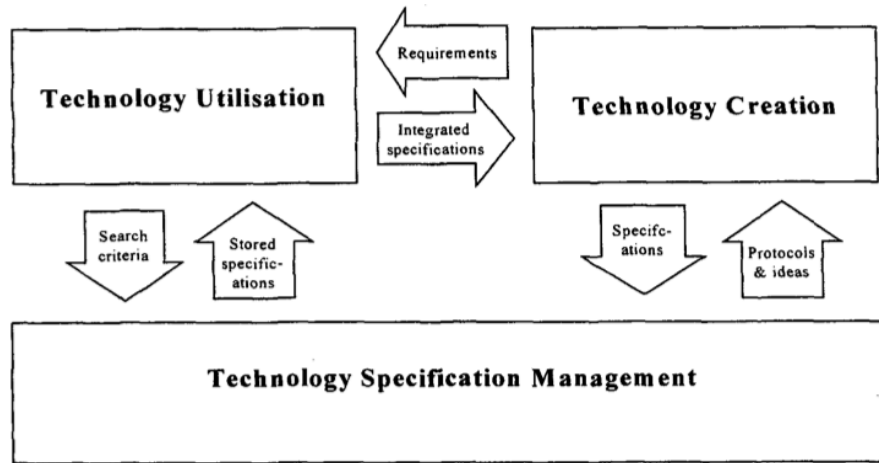 Requirements
Technology Utilisation
Technology Creation
Integrated
specifications
Search
criteria
Stored
specific-
ations
Specifc-
ations
Protocols
& ideas
Technology Specification Management